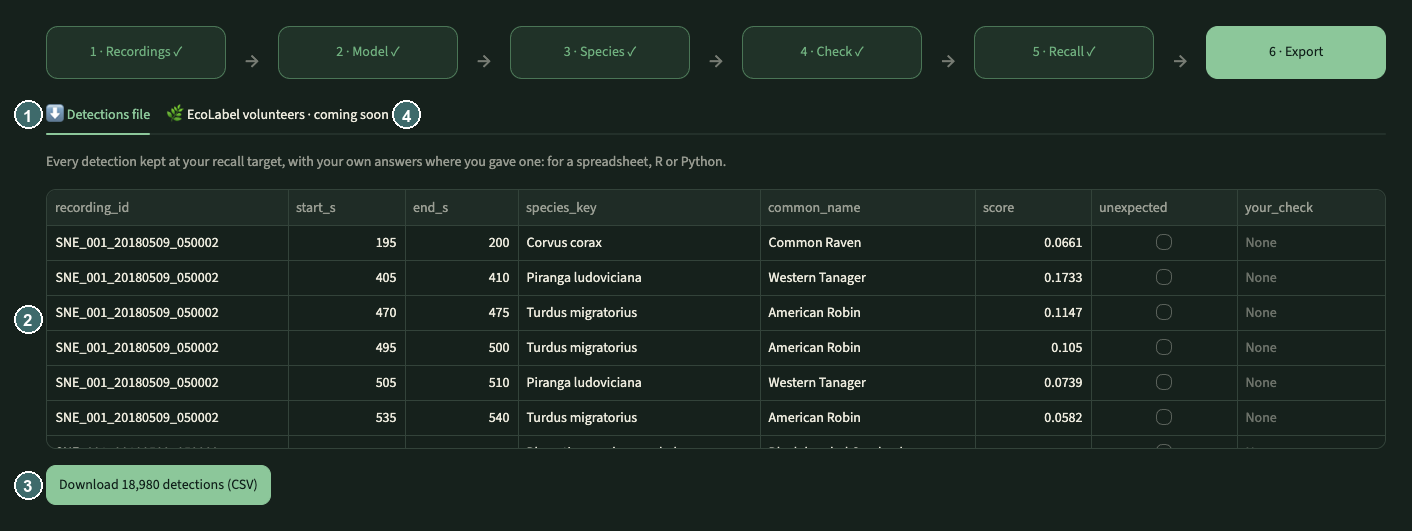 1 · Recordings ✓ → 2 · Model ✓ → 3 · Species ✓ → 4 · Check ✓ → 5 · Recall ✓ → 6 · Export
1 Detections file EcoLabel volunteers · coming soon 4
Every detection kept at your recall target, with your own answers where you gave one: for a spreadsheet, R or Python.
recording_id start_s end_s species_key common_name score unexpected your_check
SNE_001_20180509_050002 195 200 Corvus corax Common Raven 0.0661 None
SNE_001_20180509_050002 405 410 Piranga ludoviciana Western Tanager 0.1733 None
2 SNE_001_20180509_050002 470 475 Turdus migratorius American Robin 0.1147 None
SNE_001_20180509_050002 495 500 Turdus migratorius American Robin 0.105 None
SNE_001_20180509_050002 505 510 Piranga ludoviciana Western Tanager 0.0739 None
SNE_001_20180509_050002 535 540 Turdus migratorius American Robin 0.0582 None
3 Download 18,980 detections (CSV)